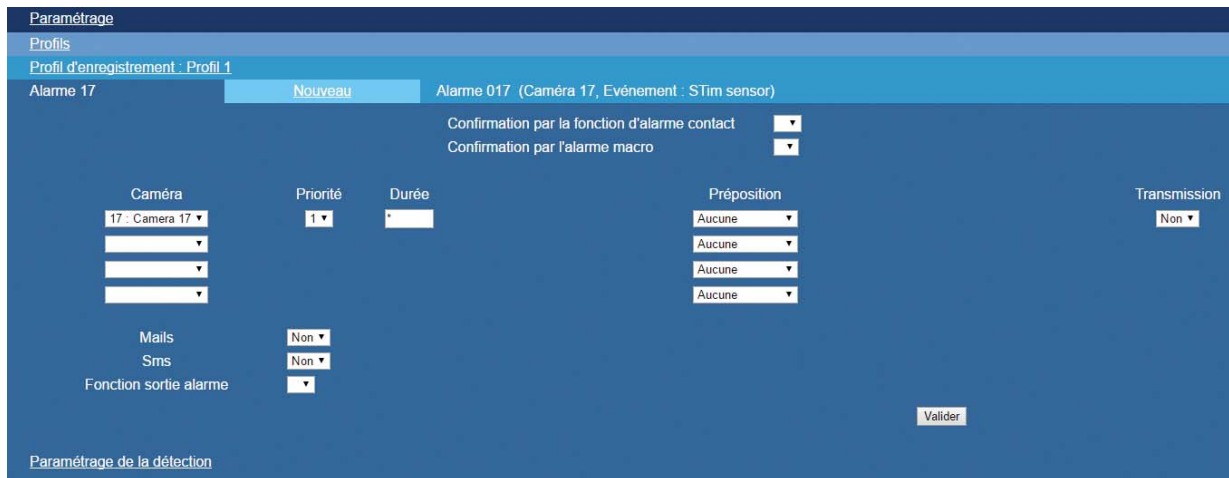 Paramétrage
Profils
Profil d'enregistrement : Profil 1
Alarme 17 Nouveau Alarme 017 (Caméra 17, Evénement : STim sensor)
Confirmation par la fonction d'alarme contact
Confirmation par l'alarme macro
Caméra Priorité Durée Préposition Transmission
17 : Camera 17 1 * Aucune Non
Aucune
Aucune
Aucune
Mails Non
Sms Non
Fonction sortie alarme
Valider
Paramétrage de la détection